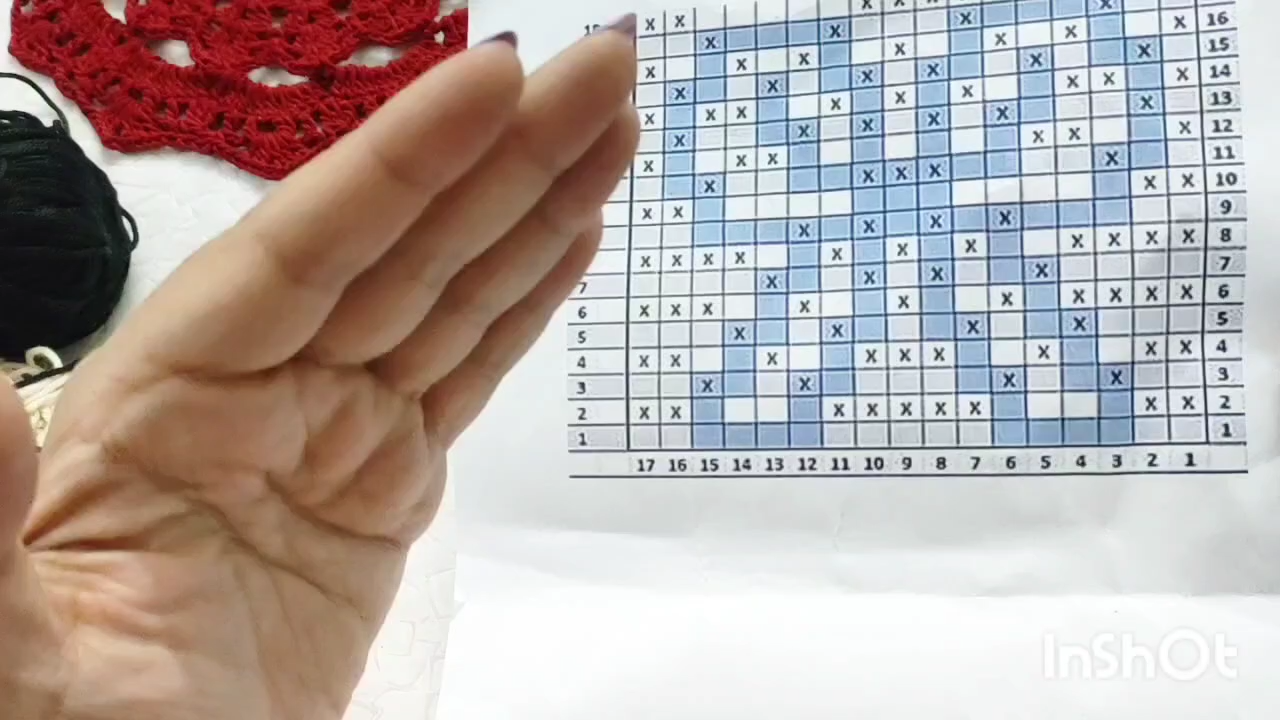 X X X X
X X X 16
X X X X X 15
X X X X X X X 14
X X X X X X X 13
X X X X X X X X 12
X X X X X 11
X X X X X 10
X X X 9
X X X X 8
X X X X X X X X X X X 7
7 X X X X 6
6 X X X X X X X X X X 5
5 X X X X
4 X X X X X X X X X 4
3 X X X X 3
2 X X X X X X X X X 2
1 1
17 16 15 14 13 12 11 10 9 8 7 6 5 4 3 2 1
InShOt